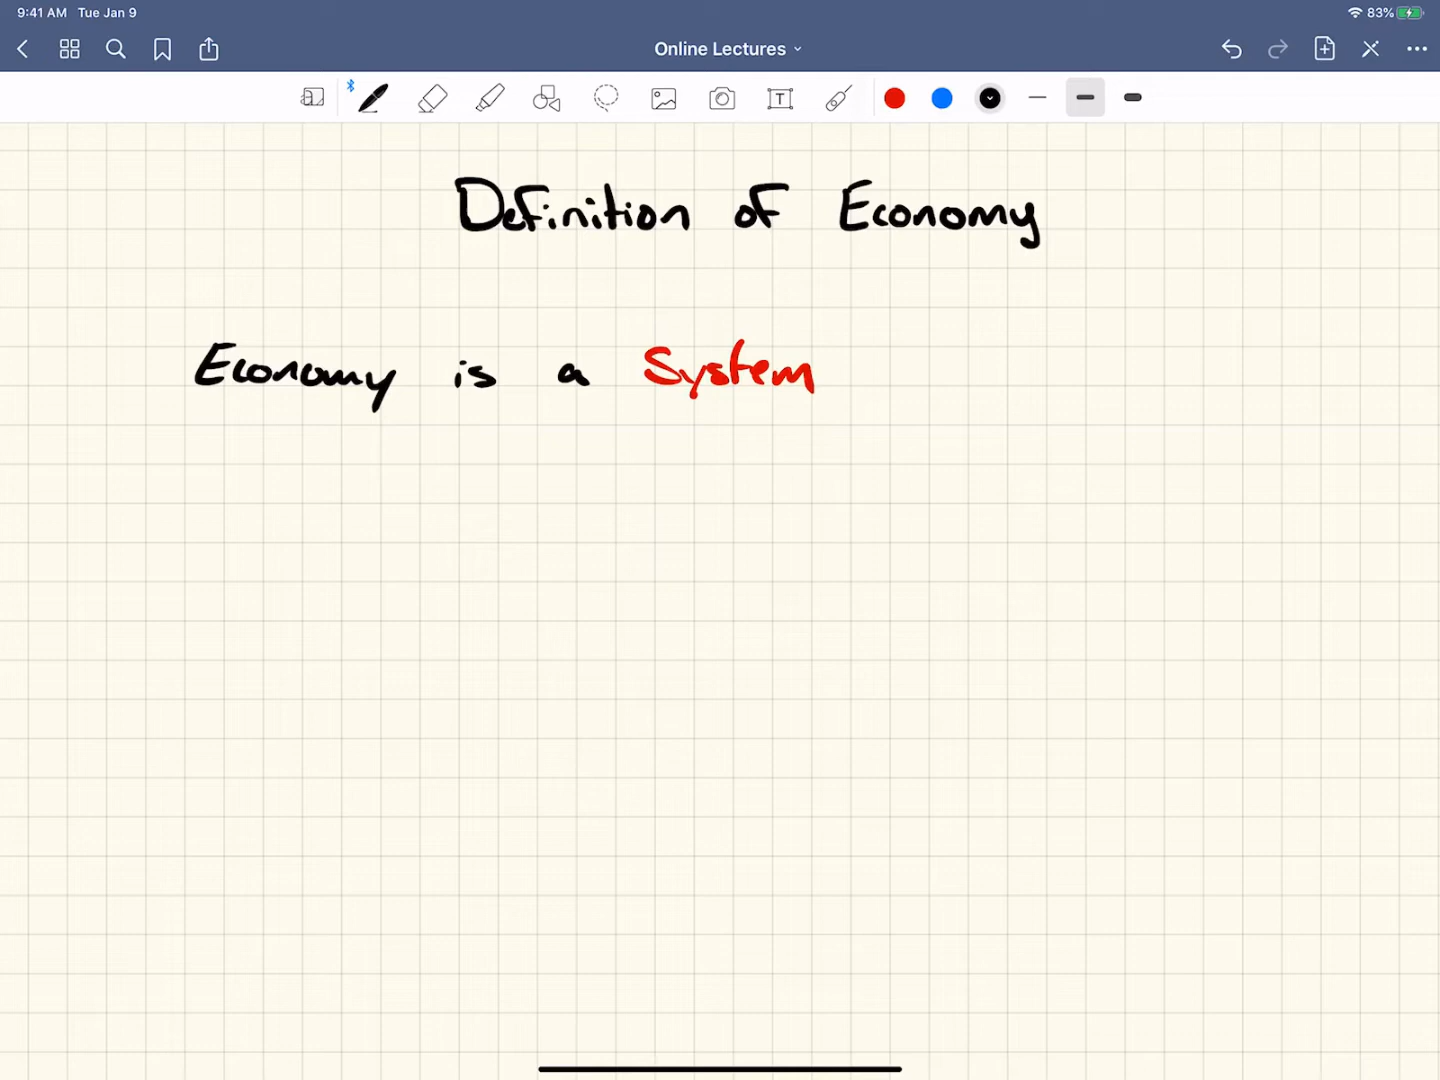 9:41 AM Tue Jan 9
83%
Online Lectures
Definition of Economy
Economy is a System